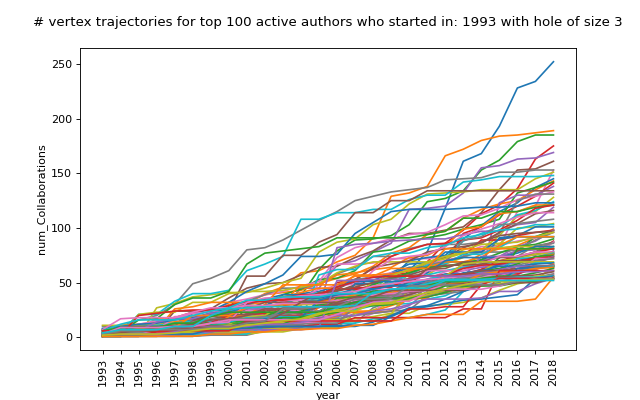 # vertex trajectories for top 100 active authors who started in: 1993 with hole of size 3
250
200
150
100
50
0
num_Collaborations
1993 1994 1995 1996 1997 1998 1999 2000 2001 2002 2003 2004 2005 2006 2007 2008 2009 2010 2011 2012 2013 2014 2015 2016 2017 2018
year